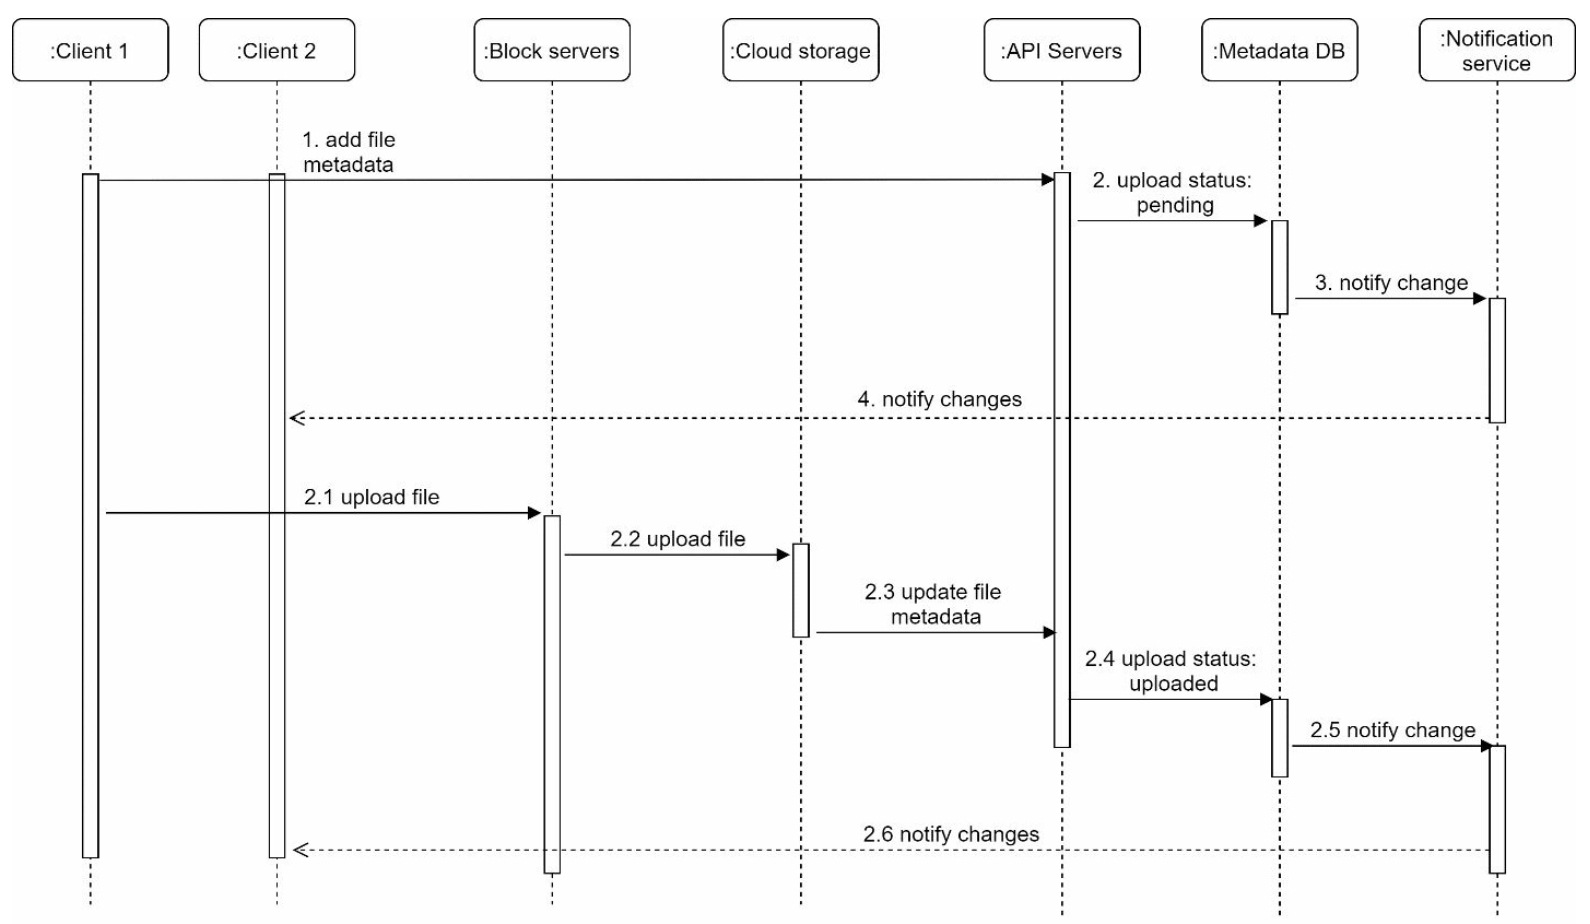 :Client 1
:Client 2
:Block servers
:Cloud storage
:API Servers
:Metadata DB
:Notification
service
1. add file
metadata
2. upload status:
pending
3. notify change
4. notify changes
2.1 upload file
2.2 upload file
2.3 update file
metadata
2.4 upload status:
uploaded
2.5 notify change
2.6 notify changes